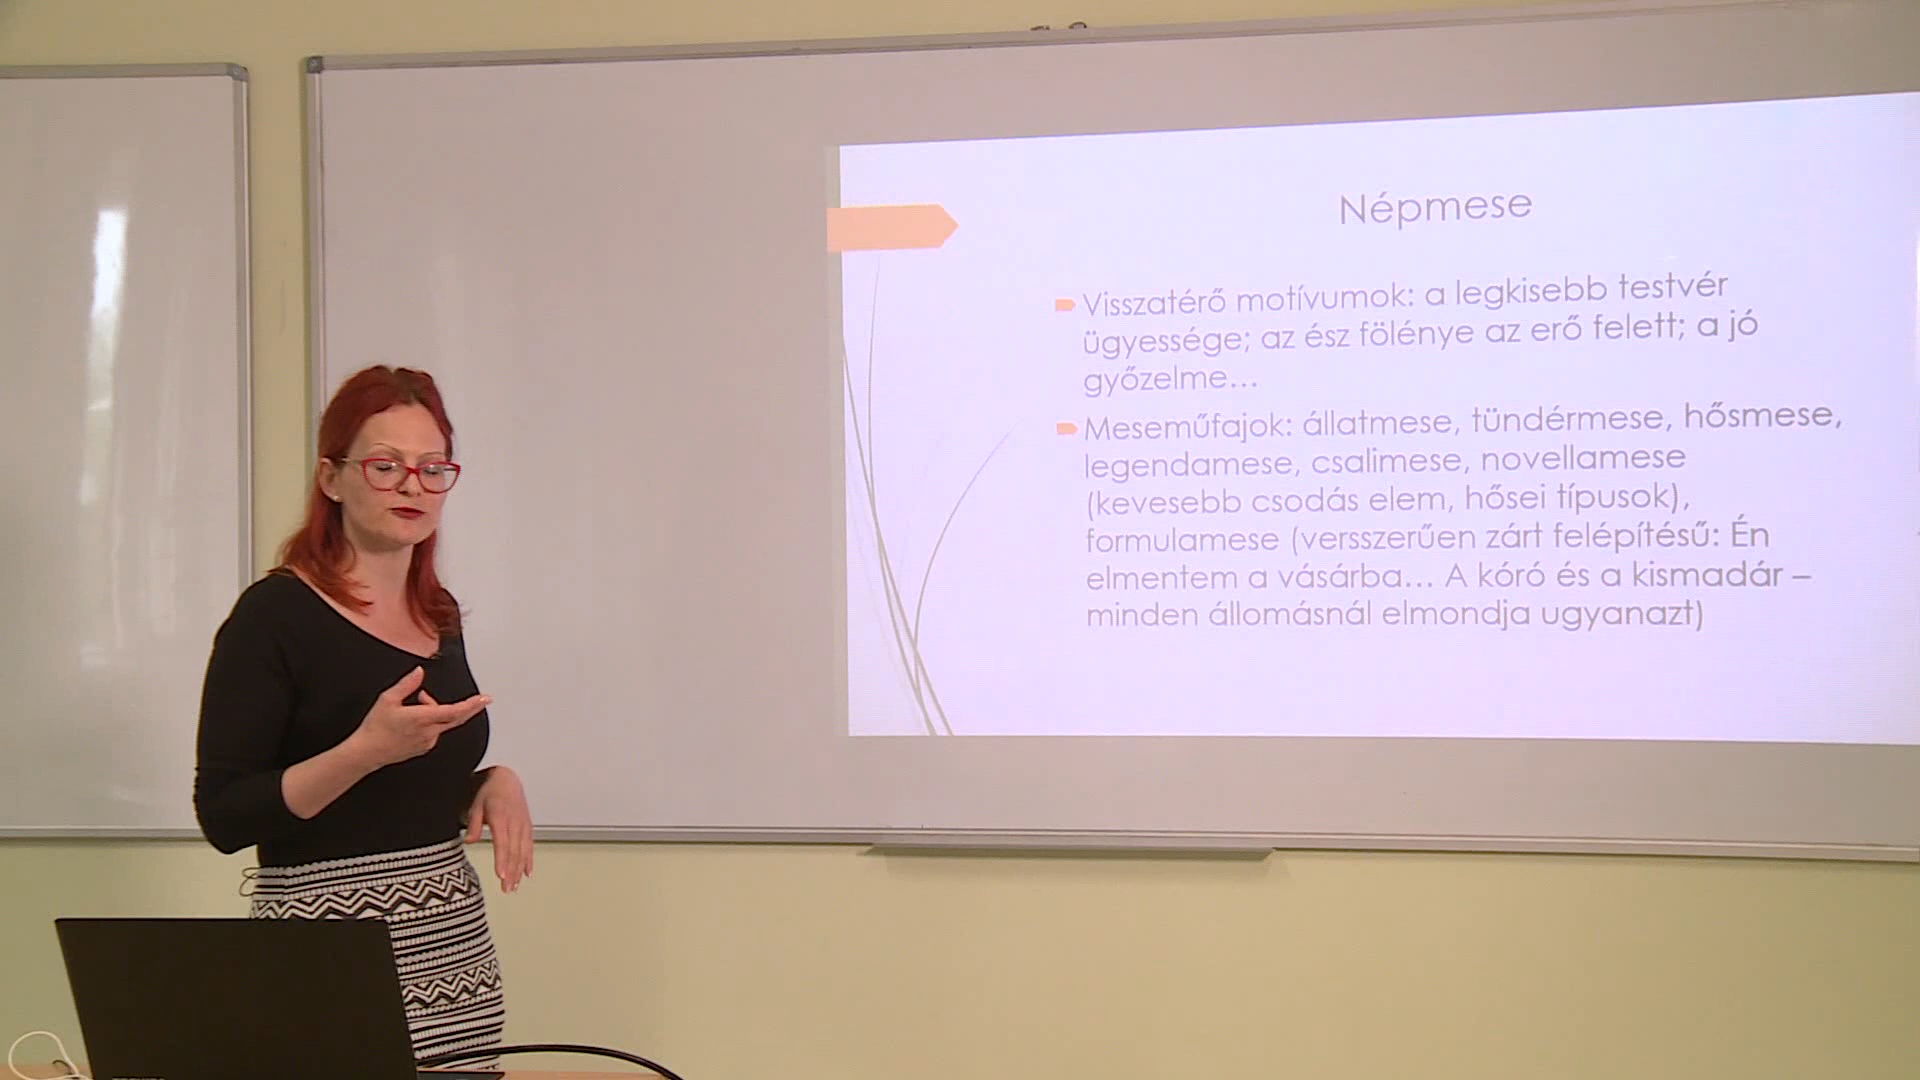 Népmese
Visszatérő motívumok: a legkisebb testvér
ügyessége; az ész fölénye az erő felett; a jó
győzelme…
Meseműfajok: állatmese, tündérmese, hősmese,
legendamese, csalimese, novellamese
(kevesebb csodás elem, hősei típusok),
formulamese (versszerűen zárt felépítésű: Én
elmentem a vásárba… A kóró és a kismadár –
minden állomásnál elmondja ugyanazt)